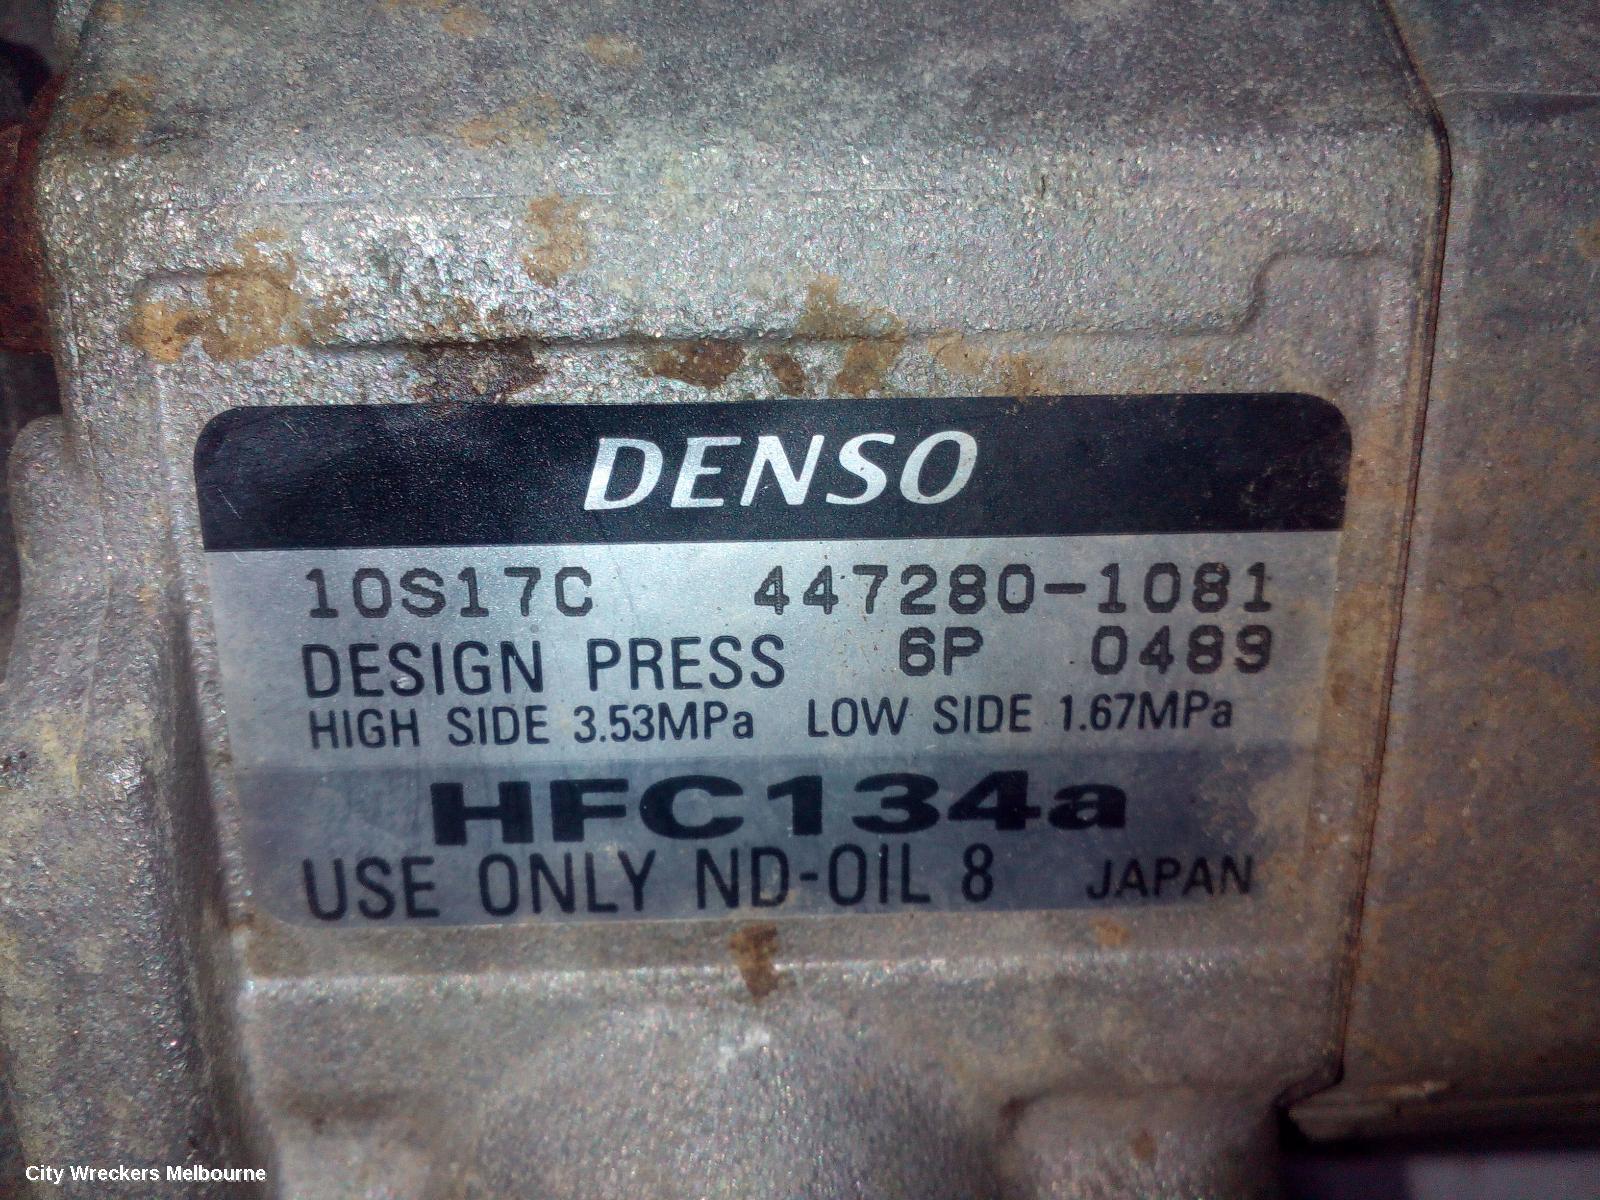 DENSO
10S17C 447280-1081
DESIGN PRESS 6P 0489
HIGH SIDE 3.53MPa LOW SIDE 1.67MPa
HFC134a
USE ONLY ND-OIL 8 JAPAN
City Wreckers Melbourne